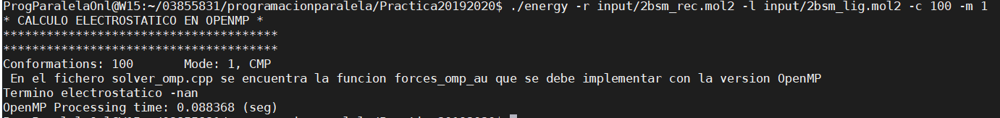 ProgParalelaOnl@W15:~/03855831/programacionparalela/Practica20192020$ ./energy -r input/2bsm_rec.mol2 -l input/2bsm_lig.mol2 -c 100 -m 1
* CALCULO ELECTROSTATICO EN OPENMP *
**************************************
**************************************
Conformations: 100       Mode: 1, CMP
 En el fichero solver_omp.cpp se encuentra la funcion forces_omp_au que se debe implementar con la version OpenMP
Termino electrostatico -nan
OpenMP Processing time: 0.088368 (seg)